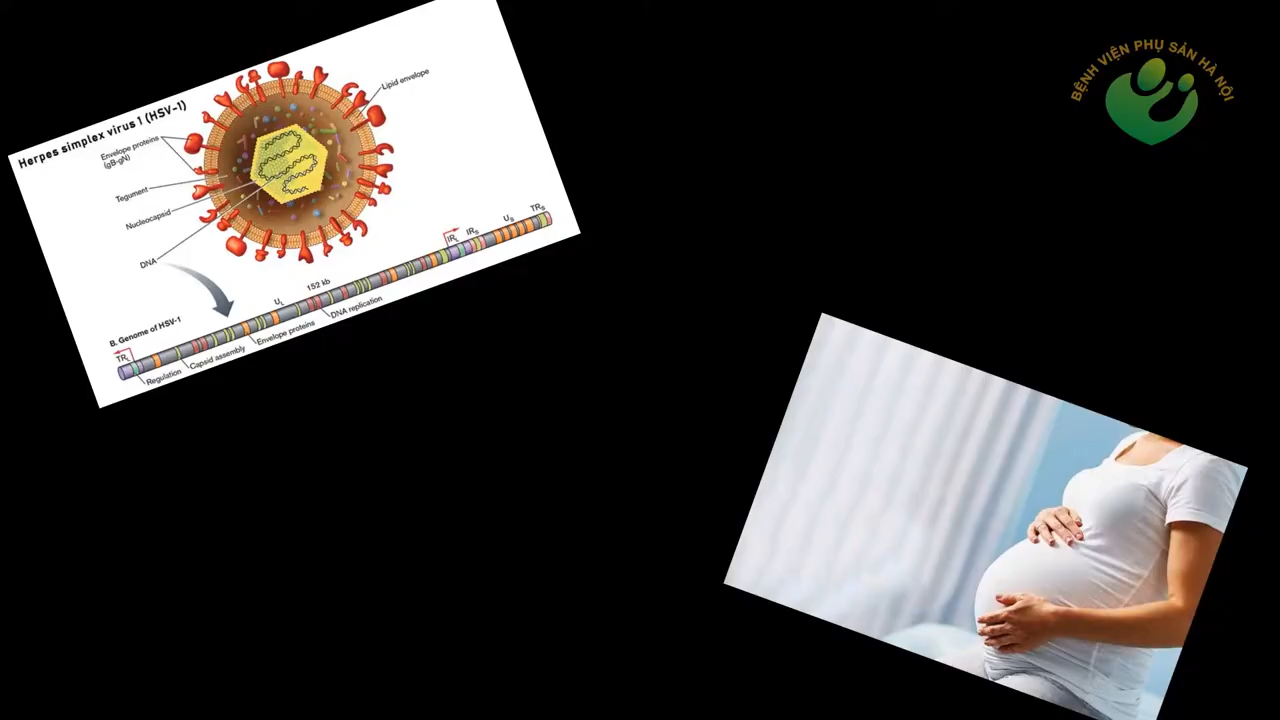 Herpes simplex virus 1 (HSV-1)
Lipid envelope
Envelope proteins
(gB-gN)
Tegument
Nucleocapsid
DNA
B. Genome of HSV-1
TRL
UL
152 kb
IRL
IRS
US
TRS
Regulation
Capsid assembly
Envelope proteins
DNA replication
BỆNH VIỆN PHỤ SẢN HÀ NỘI